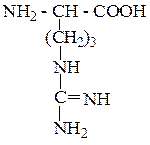 NH₂ - CH - COOH
(CH₂)₃
NH
C=NH
NH₂